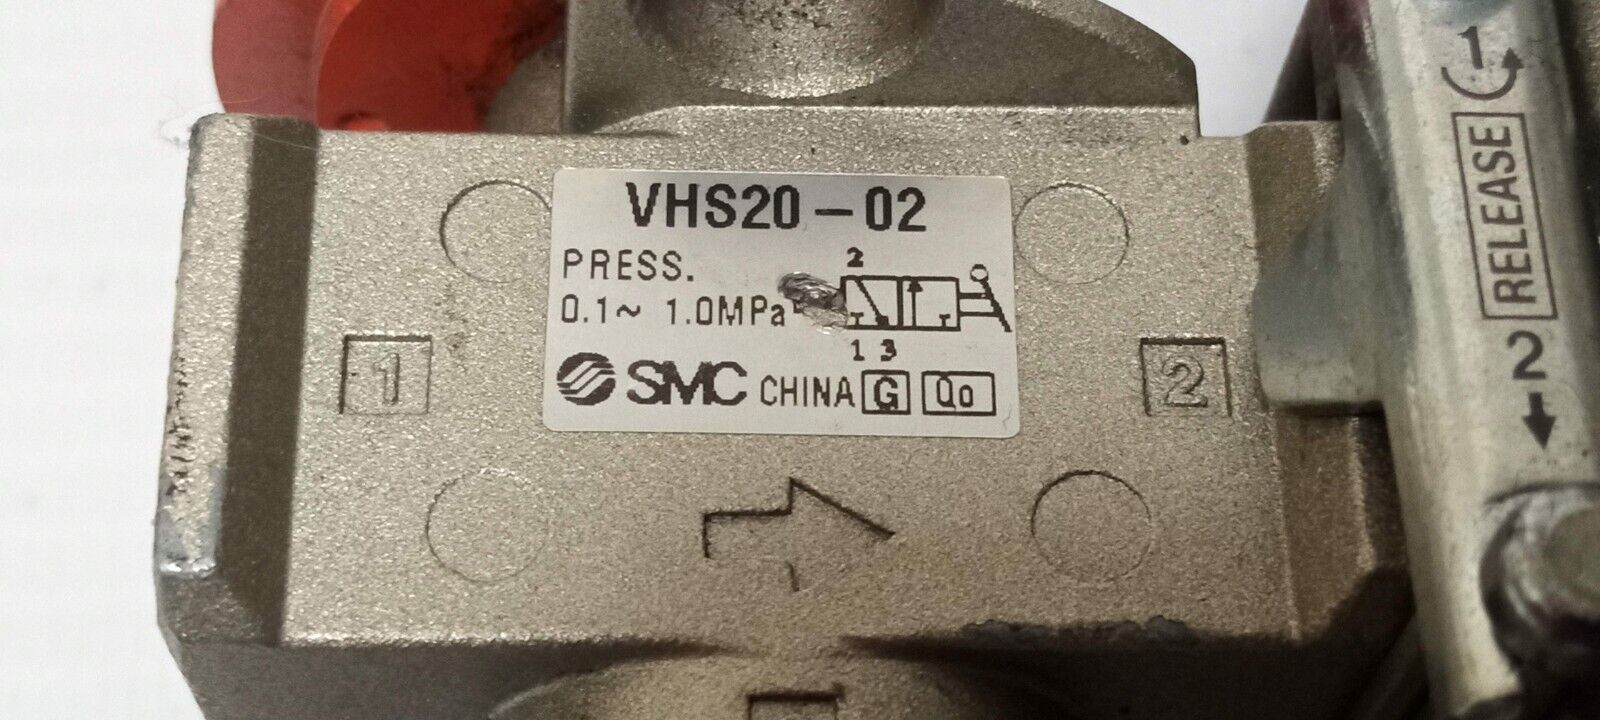 VHS20-02
PRESS.
0.1~ 1.0MPa
2
1 3
SMC CHINA G Qo
1
2
1
RELEASE
2